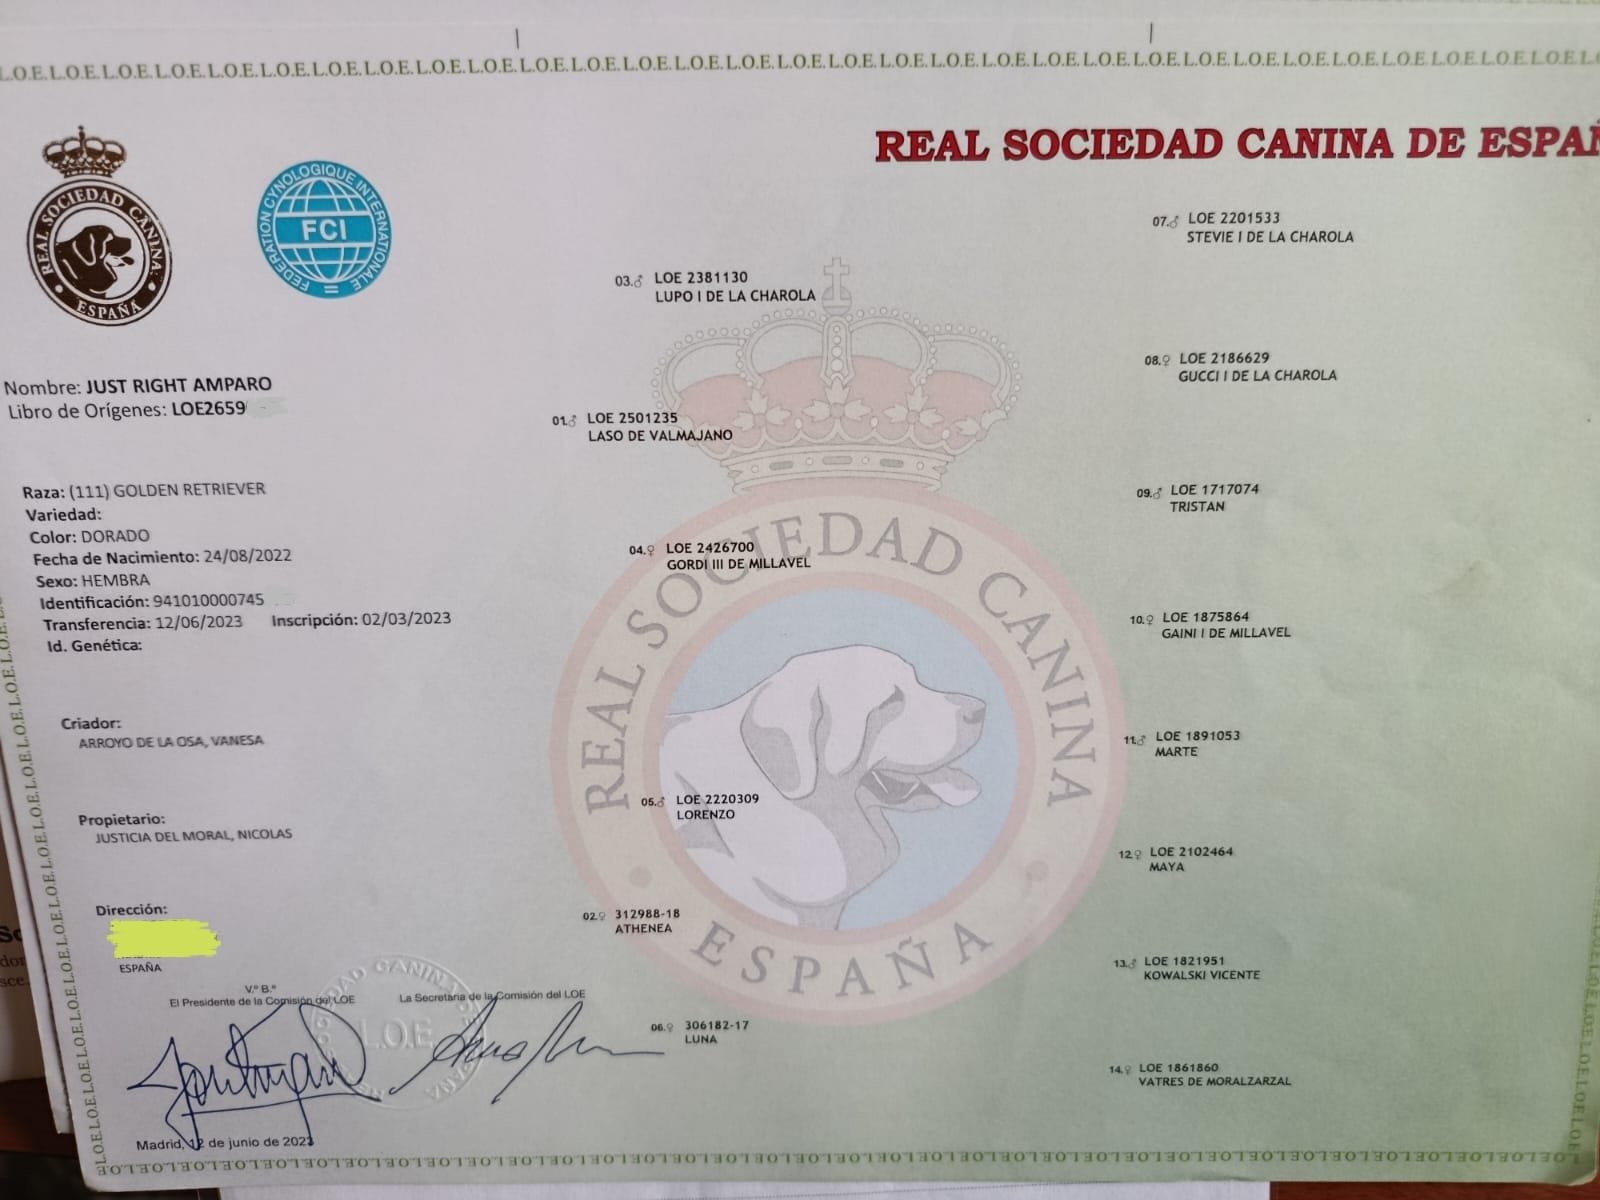 L.O.E.L.O.E.L.O.E.L.O.E.L.O.E.L.O.E.L.O.E.L.O.E.L.O.E.L.O.E.L.O.E.L.O.E.L.O.E.L.O.E.L.O.E.L.O.E.L.O.E.
REAL SOCIEDAD CANINA DE ESPAÑ
REAL SOCIEDAD CANINA
ESPAÑA
FEDERATION CYNOLOGIQUE INTERNATIONALE
FCI
Nombre: JUST RIGHT AMPARO
Libro de Orígenes: LOE2659
Raza: (111) GOLDEN RETRIEVER
Variedad:
Color: DORADO
Fecha de Nacimiento: 24/08/2022
Sexo: HEMBRA
Identificación: 941010000745
Transferencia: 12/06/2023 Inscripción: 02/03/2023
Id. Genética:
Criador:
ARROYO DE LA OSA, VANESA
Propietario:
JUSTICIA DEL MORAL, NICOLAS
Dirección:
ESPAÑA
V.º B.º
El Presidente de la Comisión del LOE
La Secretaria de la Comisión del LOE
L.O.E.
Madrid, 12 de junio de 2023
01.♂ LOE 2501235
LASO DE VALMAJANO
02.♀ 312988-18
ATHENEA
03.♂ LOE 2381130
LUPO I DE LA CHAROLA
04.♀ LOE 2426700
GORDI III DE MILLAVEL
05.♂ LOE 2220309
LORENZO
06.♀ 306182-17
LUNA
07.♂ LOE 2201533
STEVIE I DE LA CHAROLA
08.♀ LOE 2186629
GUCCI I DE LA CHAROLA
09.♂ LOE 1717074
TRISTAN
10.♀ LOE 1875864
GAINI I DE MILLAVEL
11.♂ LOE 1891053
MARTE
12.♀ LOE 2102464
MAYA
13.♂ LOE 1821951
KOWALSKI VICENTE
14.♀ LOE 1861860
VATRES DE MORALZARZAL
REAL SOCIEDAD CANINA
ESPAÑA